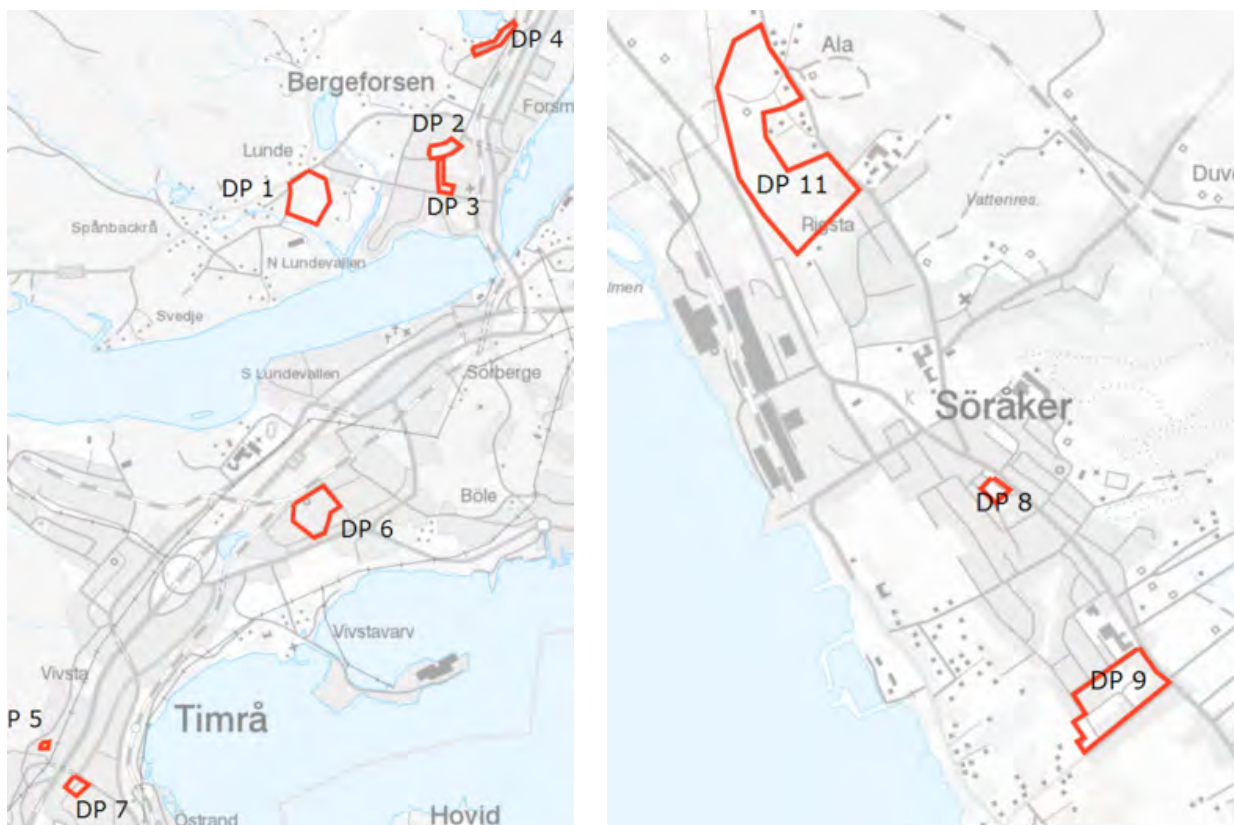 DP 4
Bergeforsen
Forsm
DP 2
Lunde
DP 1
DP 3
Spånbackrå
N Lundevallen
Svedje
S Lundevallen
Sörberge
Böle
DP 6
Vivstavarv
Vivsta
Timrå
P 5
DP 7
Östrand
Hovid
Ala
DP 11
Rigsta
Vattenres.
Duve
lmen
K
Söråker
DP 8
DP 9